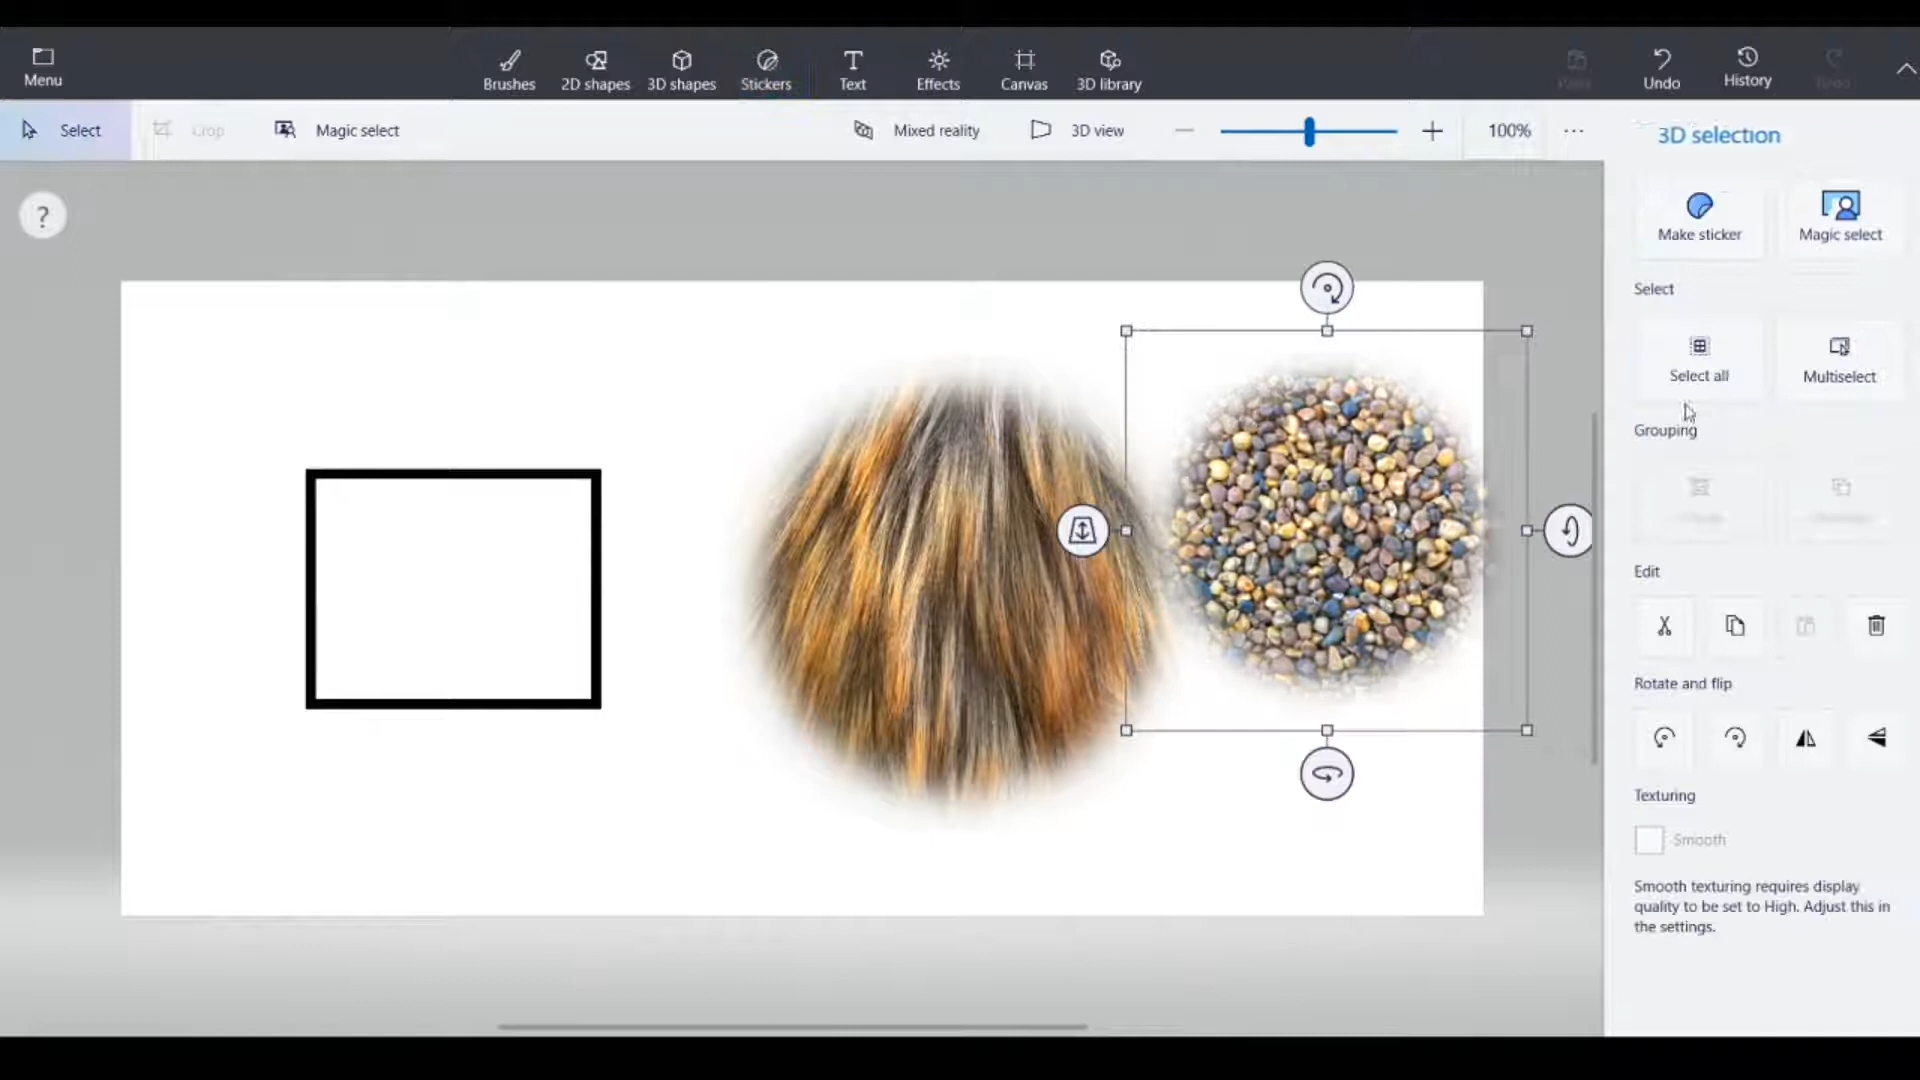 Menu
Brushes
2D shapes
3D shapes
Stickers
Text
Effects
Canvas
3D library
Undo
History
Select
Crop
Magic select
Mixed reality
3D view
100%
...
?
3D selection
Make sticker
Magic select
Select
Select all
Multiselect
Grouping
Edit
Rotate and flip
Texturing
Smooth
Smooth texturing requires display
quality to be set to High. Adjust this in
the settings.